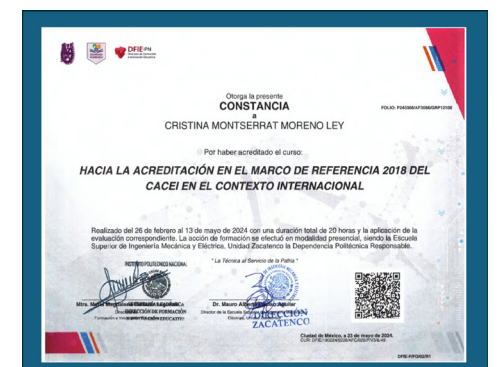 DFIE IPN
Otorga la presente
CONSTANCIA
a
CRISTINA MONTSERRAT MORENO LEY
Por haber acreditado el curso:
HACIA LA ACREDITACIÓN EN EL MARCO DE REFERENCIA 2018 DEL
CACEI EN EL CONTEXTO INTERNACIONAL
Realizado del 26 de febrero al 13 de mayo de 2024 con una duración total de 20 horas y la aplicación de la
evaluación correspondiente. La acción de formación se efectuó en modalidad presencial, siendo la Escuela
Superior de Ingeniería Mecánica y Eléctrica, Unidad Zacatenco la Dependencia Politécnica Responsable.
INSTITUTO POLITÉCNICO NACIONAL
" La Técnica al Servicio de la Patria "
Dr. Mauro
DIRECCIÓN DE FORMACIÓN
Director de la Escuela
DIRECCIÓN
ZACATENCO
Ciudad de México, a 23 de mayo de 2024.